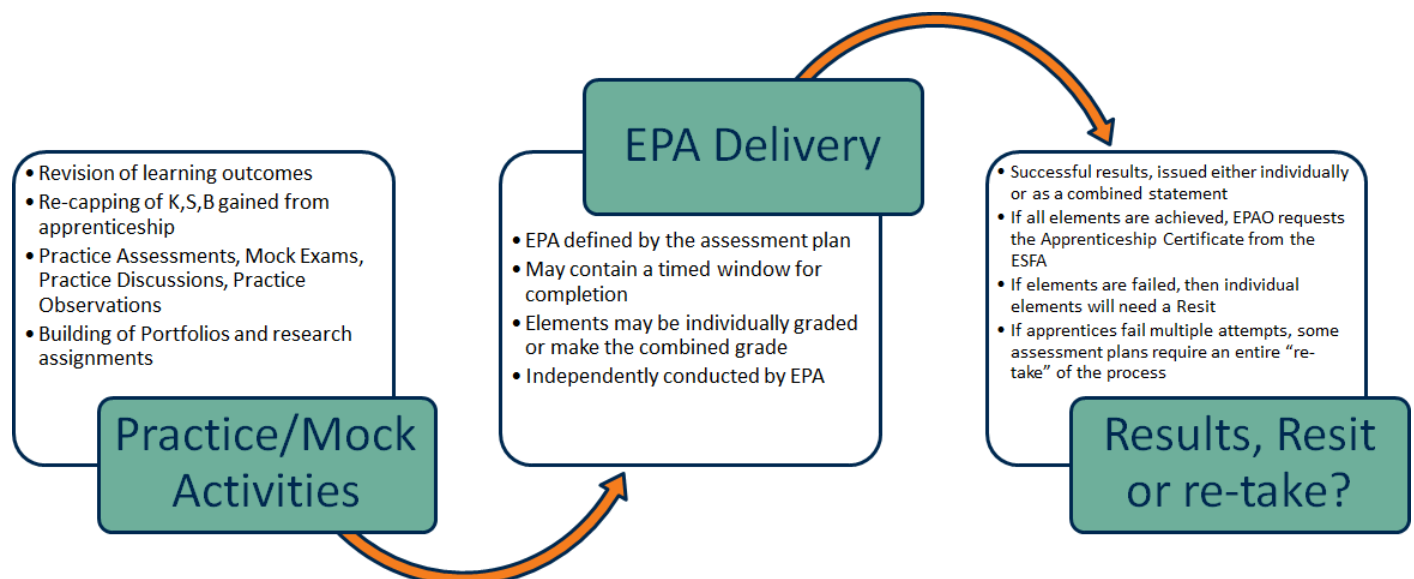 • Revision of learning outcomes
• Re-capping of K,S,B gained from
apprenticeship
• Practice Assessments, Mock Exams,
Practice Discussions, Practice
Observations
• Building of Portfolios and research
assignments
Practice/Mock
Activities
EPA Delivery
• EPA defined by the assessment plan
• May contain a timed window for
completion
• Elements may be individually graded
or make the combined grade
• Independently conducted by EPA
• Successful results, issued either individually
or as a combined statement
• If all elements are achieved, EPAO requests
the Apprenticeship Certificate from the
ESFA
• If elements are failed, then individual
elements will need a Resit
• If apprentices fail multiple attempts, some
assessment plans require an entire “re-
take” of the process
Results, Resit
or re-take?